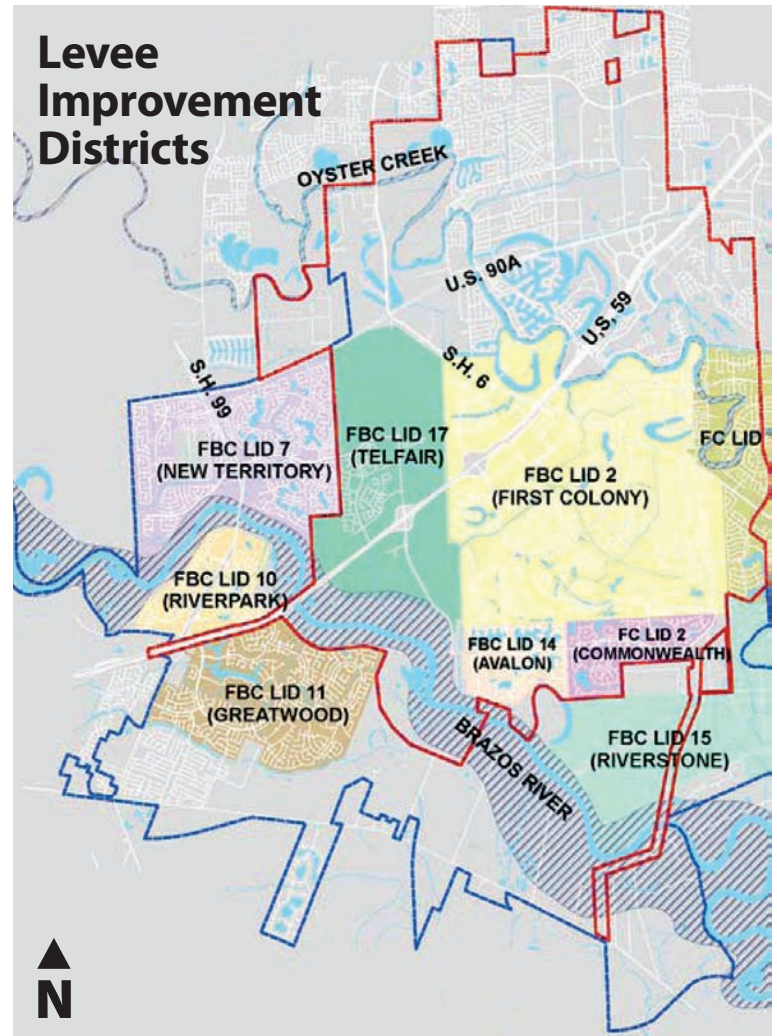 Levee
Improvement
Districts
OYSTER CREEK
U.S. 90A
U.S, 59
S.H. 6
S.H. 99
FBC LID 7
(NEW TERRITORY)
FBC LID 17
(TELFAIR)
FBC LID 2
(FIRST COLONY)
FC LID
FBC LID 10
(RIVERPARK)
FBC LID 14
(AVALON)
FC LID 2
(COMMONWEALTH)
FBC LID 11
(GREATWOOD)
FBC LID 15
(RIVERSTONE)
BRAZOS RIVER
N